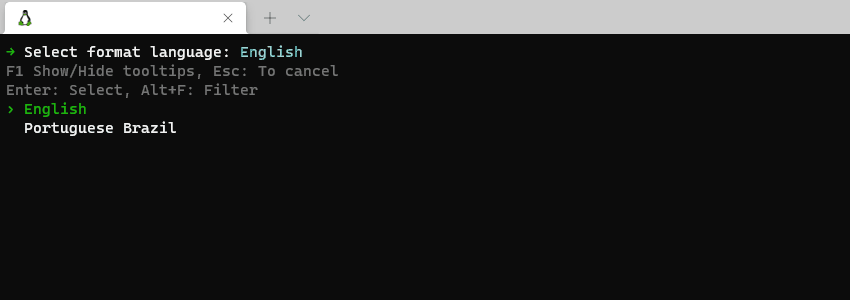 → Select format language: English
F1 Show/Hide tooltips, Esc: To cancel
Enter: Select, Alt+F: Filter
› English
Portuguese Brazil